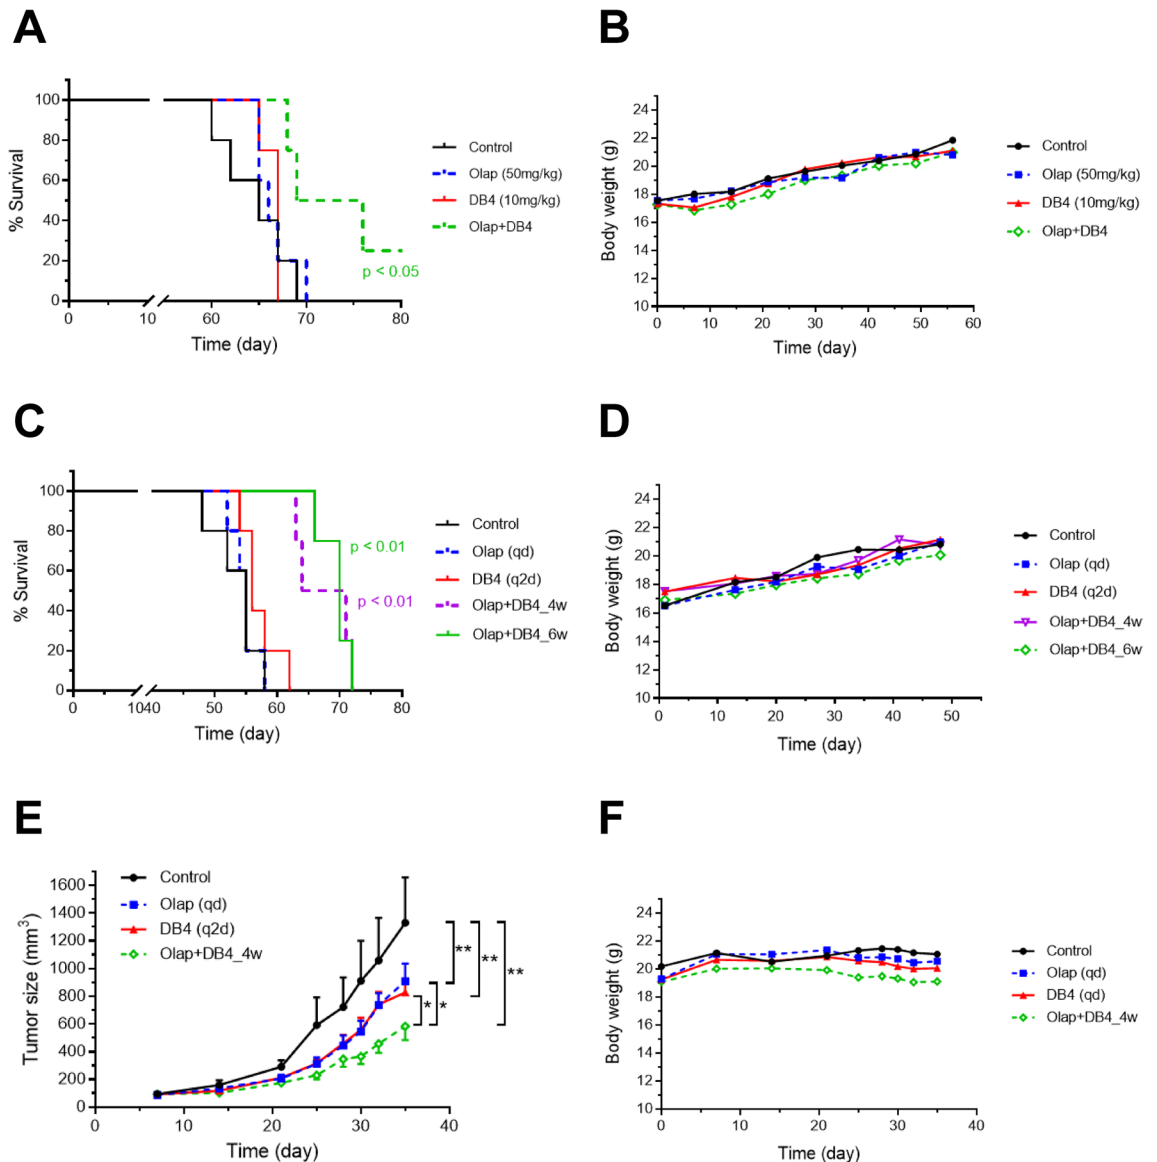 A
% Survival
100
80
60
40
20
0
0
10
60
70
80
Time (day)
Control
Olap (50mg/kg)
DB4 (10mg/kg)
Olap+DB4
p < 0.05
B
Body weight (g)
24
22
20
18
16
14
12
10
0
10
20
30
40
50
60
Time (day)
Control
Olap (50mg/kg)
DB4 (10mg/kg)
Olap+DB4
C
% Survival
100
80
60
40
20
0
0
1040
50
60
70
80
Time (day)
p < 0.01
p < 0.01
Control
Olap (qd)
DB4 (q2d)
Olap+DB4_4w
Olap+DB4_6w
D
Body weight (g)
24
22
20
18
16
14
12
10
0
10
20
30
40
50
Time (day)
Control
Olap (qd)
DB4 (q2d)
Olap+DB4_4w
Olap+DB4_6w
E
Tumor size (mm³)
1600
1400
1200
1000
800
600
400
200
0
0
10
20
30
40
Time (day)
Control
Olap (qd)
DB4 (q2d)
Olap+DB4_4w
**
**
**
*
*
F
Body weight (g)
24
22
20
18
16
14
12
10
0
10
20
30
40
Time (day)
Control
Olap (qd)
DB4 (qd)
Olap+DB4_4w